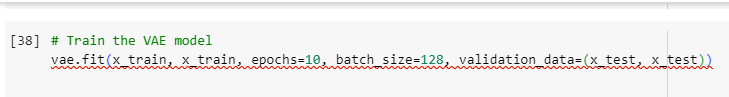 [38] # Train the VAE model
vae.fit(x_train, x_train, epochs=10, batch_size=128, validation_data=(x_test, x_test))